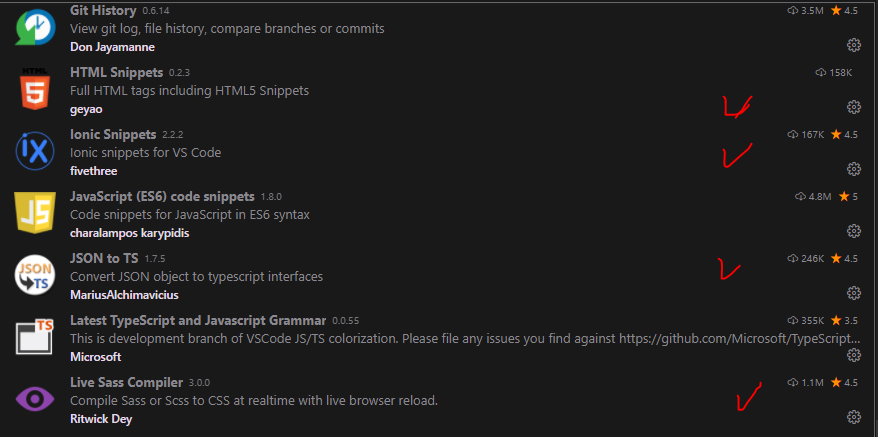 Git History 0.6.14 3.5M 4.5
View git log, file history, compare branches or commits
Don Jayamanne
HTML Snippets 0.2.3 158K
HTML
5
Full HTML tags including HTML5 Snippets
geyao
Ionic Snippets 2.2.2 167K 4.5
iX
Ionic snippets for VS Code
fivethree
JavaScript (ES6) code snippets 1.8.0 4.8M 5
JS
Code snippets for JavaScript in ES6 syntax
charalampos karypidis
JSON to TS 1.7.5 246K 4.5
JSON
TS
Convert JSON object to typescript interfaces
MariusAlchimavicius
Latest TypeScript and Javascript Grammar 0.0.55 355K 3.5
TS
This is development branch of VSCode JS/TS colorization. Please file any issues you find against https://github.com/Microsoft/TypeScript...
Microsoft
Live Sass Compiler 3.0.0 1.1M 4.5
Compile Sass or Scss to CSS at realtime with live browser reload.
Ritwick Dey